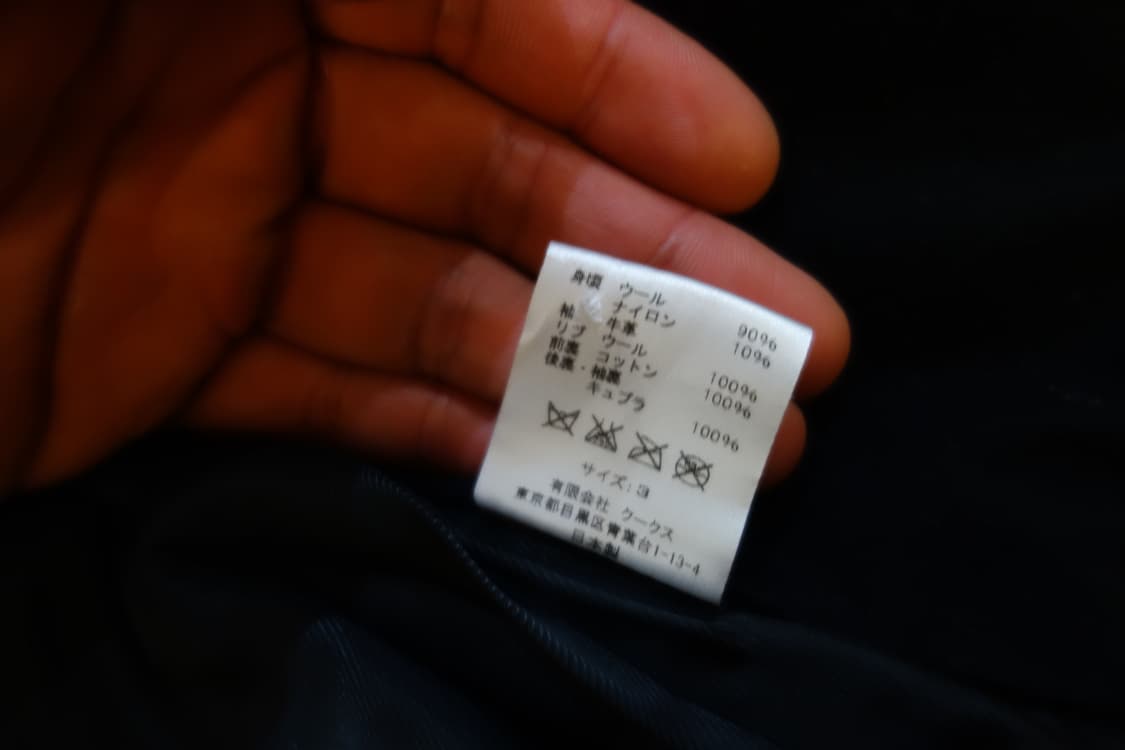 身頃 ウール 90%
ナイロン 10%
袖 牛革
リブ ウール 100%
前裏 コットン 100%
後裏・袖裏
キュプラ 100%
サイズ: 3
有限会社 ケークス
東京都目黒区青葉台1-13-4
日本製